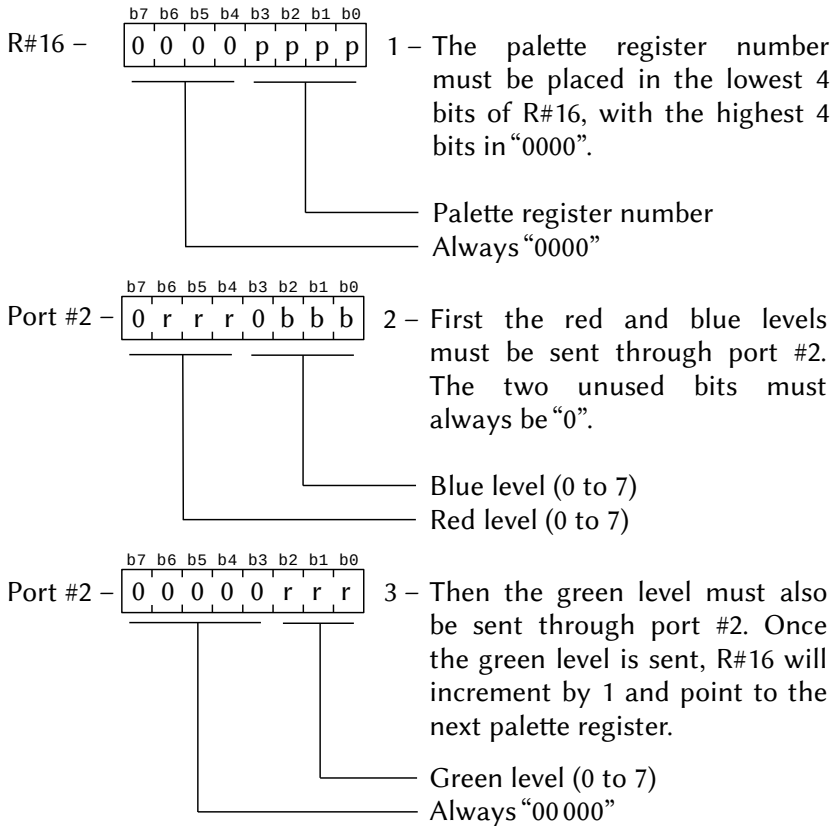 b7 b6 b5 b4 b3 b2 b1 b0
R#16 – 0 0 0 0 p p p p 1 – The palette register number
must be placed in the lowest 4
bits of R#16, with the highest 4
bits in “0000”.
Palette register number
Always “0000”
b7 b6 b5 b4 b3 b2 b1 b0
Port #2 – 0 r r r 0 b b b 2 – First the red and blue levels
must be sent through port #2.
The two unused bits must
always be “0”.
Blue level (0 to 7)
Red level (0 to 7)
b7 b6 b5 b4 b3 b2 b1 b0
Port #2 – 0 0 0 0 0 r r r 3 – Then the green level must also
be sent through port #2. Once
the green level is sent, R#16 will
increment by 1 and point to the
next palette register.
Green level (0 to 7)
Always “00 000”